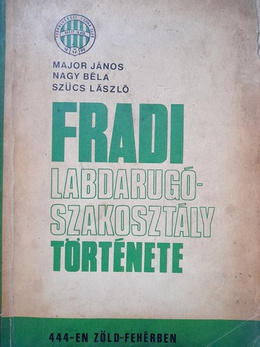 MAJOR JÁNOS
NAGY BÉLA
SZÜCS LÁSZLÓ
FRADI
LABDARUGÓ-
SZAKOSZTÁLY
TÖRTÉNETE
444-EN ZÖLD-FEHÉRBEN